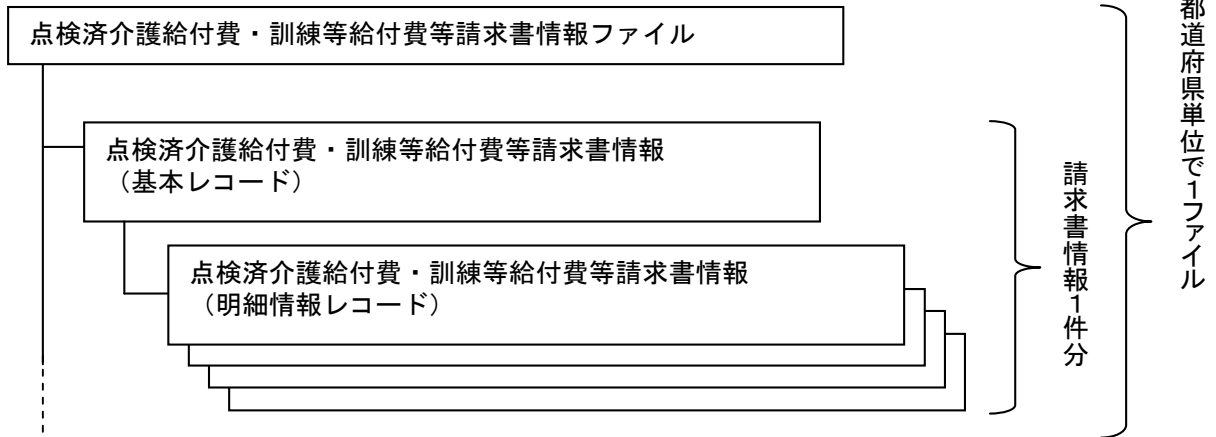 点検済介護給付費・訓練等給付費等請求書情報ファイル
点検済介護給付費・訓練等給付費等請求書情報
（基本レコード）
点検済介護給付費・訓練等給付費等請求書情報
（明細情報レコード）
請求書情報１件分
都道府県単位で１ファイル